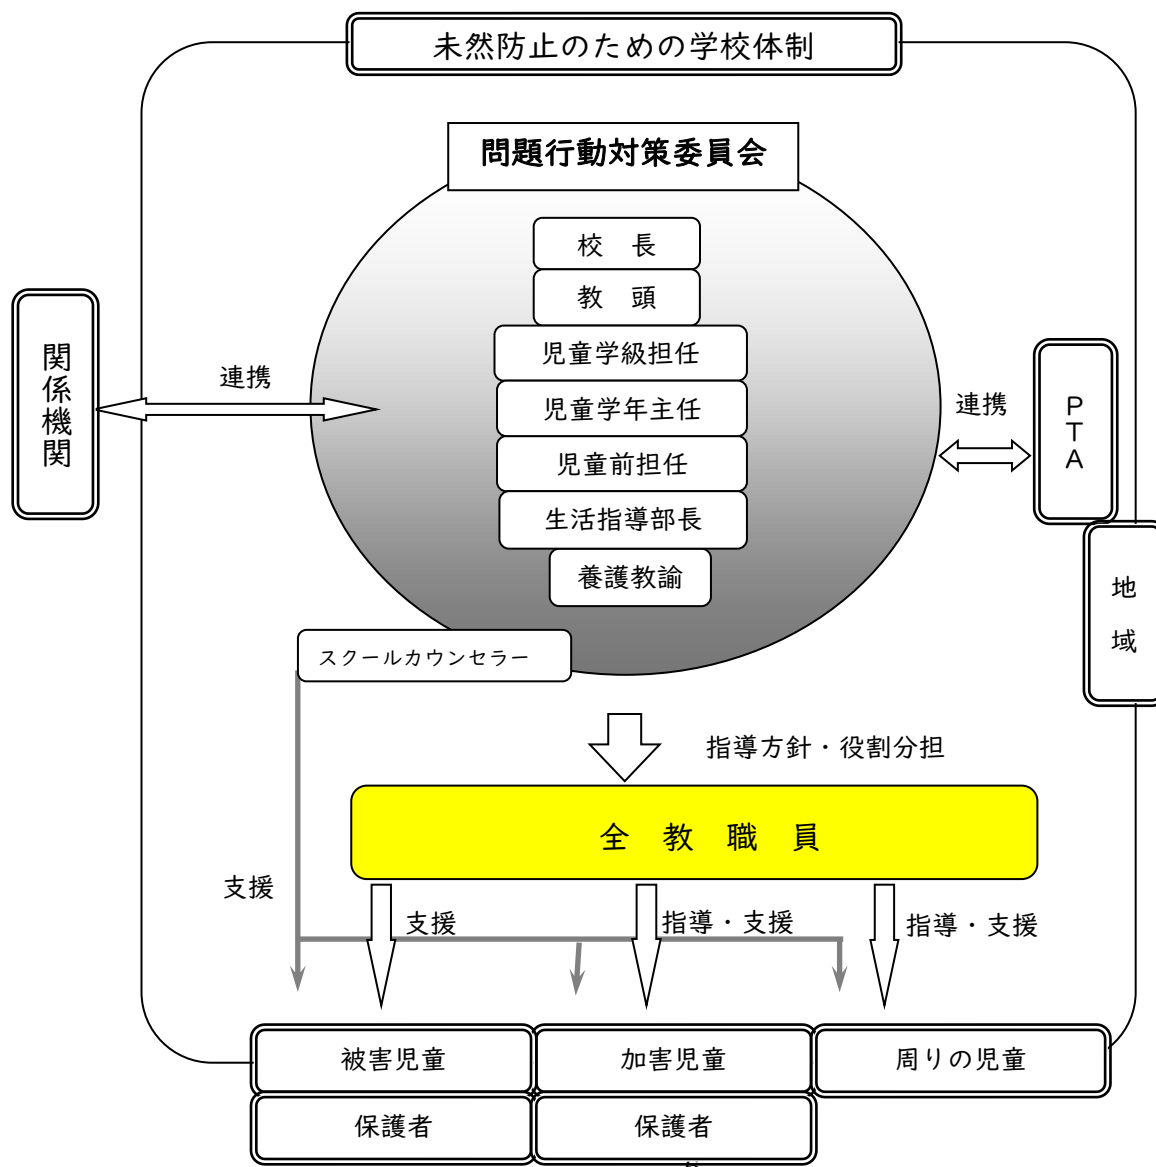 未然防止のための学校体制
問題行動対策委員会
校　長
教　頭
児童学級担任
児童学年主任
児童前担任
生活指導部長
養護教諭
スクールカウンセラー
関係機関
連携
連携
PTA
地域
指導方針・役割分担
全　教　職　員
支援
支援
指導・支援
指導・支援
被害児童
加害児童
周りの児童
保護者
保護者